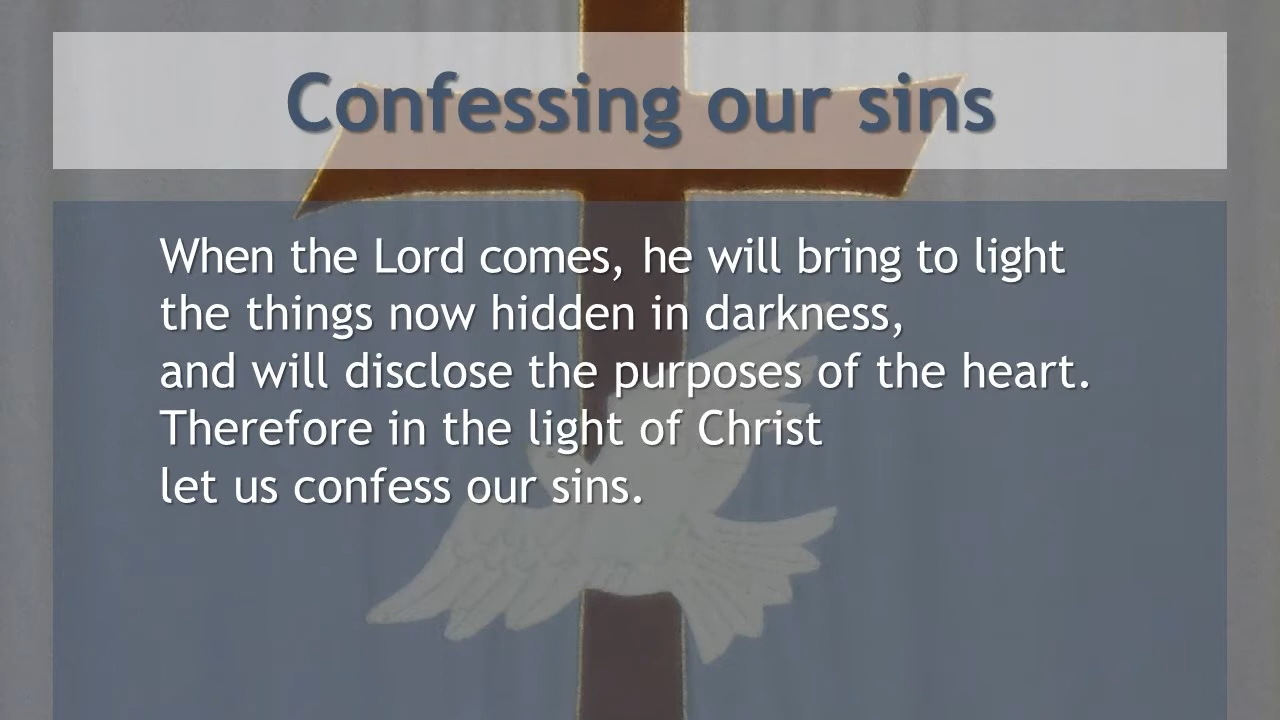 Confessing our sins
When the Lord comes, he will bring to light
the things now hidden in darkness,
and will disclose the purposes of the heart.
Therefore in the light of Christ
let us confess our sins.